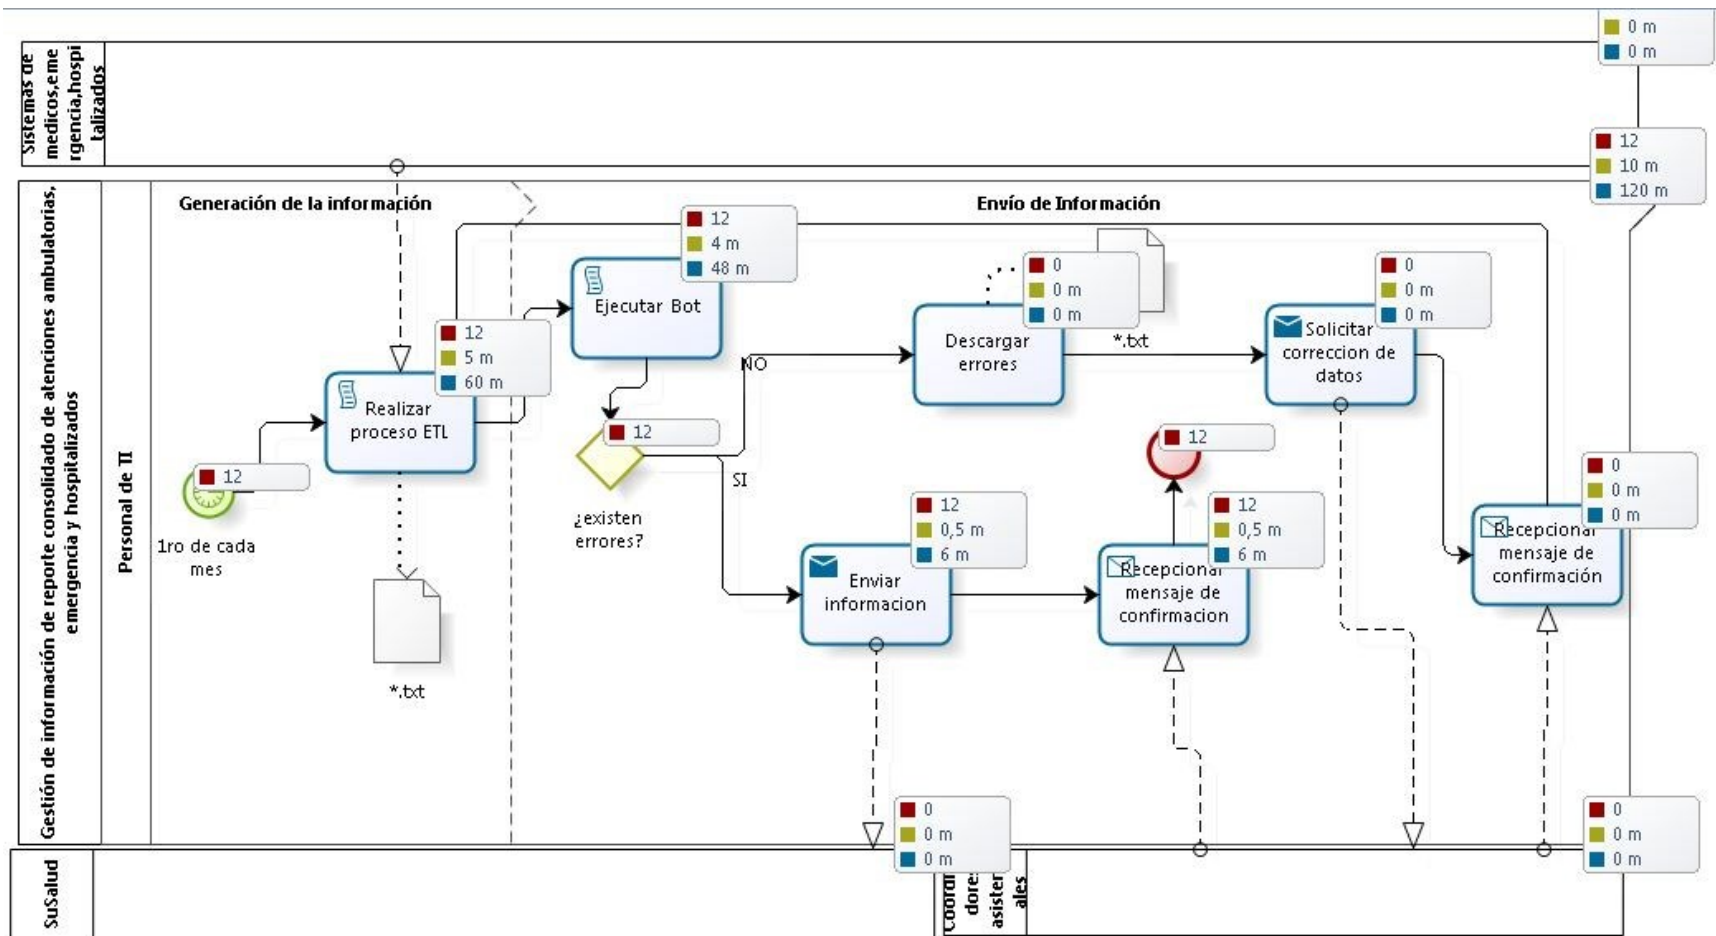 0 m
0 m
Sistemas de
medicos,eme
rgencia,hospi
talizados
12
10 m
120 m
Gestión de información de reporte consolidado de atenciones ambulatorias,
emergencia y hospitalizados
Personal de TI
Generación de la información
Envío de Información
12
4 m
48 m
Ejecutar Bot
12
5 m
60 m
Realizar
proceso ETL
0
0 m
0 m
*.txt
Descargar
errores
0
0 m
0 m
Solicitar
correccion de
datos
NO
SI
12
¿existen
errores?
12
1ro de cada
mes
*.txt
12
12
0,5 m
6 m
Enviar
informacion
12
0,5 m
6 m
Recepcionar
mensaje de
confirmacion
0
0 m
0 m
Recepcionar
mensaje de
confirmación
0
0 m
0 m
0
0 m
0 m
SuSalud
ales